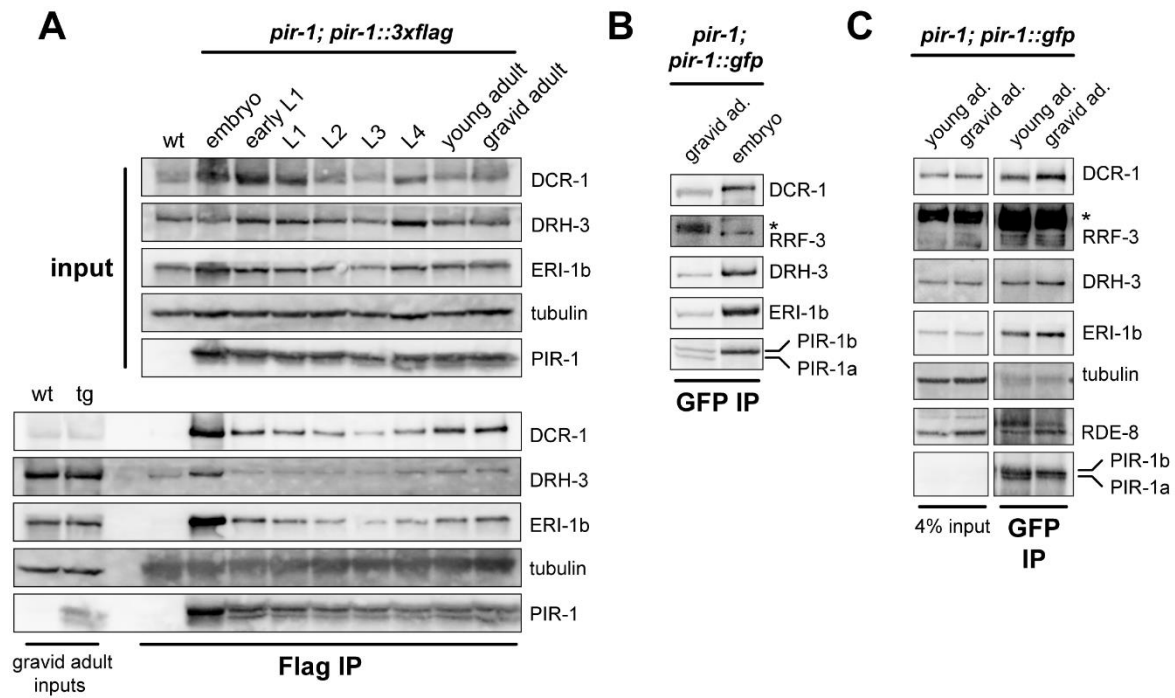 A
pir-1; pir-1::3xflag
wt
embryo
early L1
L1
L2
L3
L4
young adult
gravid adult
input
DCR-1
DRH-3
ERI-1b
tubulin
PIR-1
wt tg
DCR-1
DRH-3
ERI-1b
tubulin
PIR-1
gravid adult
inputs
Flag IP
B
pir-1;
pir-1::gfp
gravid ad.
embryo
DCR-1
*
RRF-3
DRH-3
ERI-1b
PIR-1b
PIR-1a
GFP IP
C
pir-1; pir-1::gfp
young ad.
gravid ad.
young ad.
gravid ad.
DCR-1
*
RRF-3
DRH-3
ERI-1b
tubulin
RDE-8
PIR-1b
PIR-1a
4% input
GFP
IP